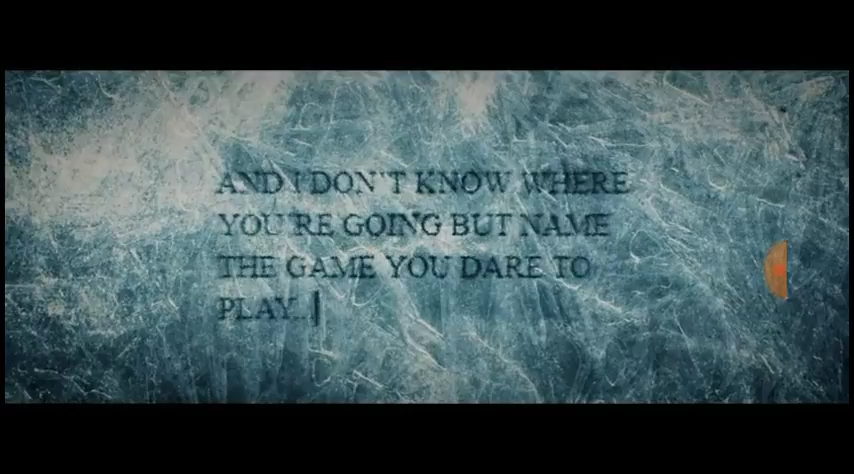 AND I DON'T KNOW WHERE
YOU'RE GOING BUT NAME
THE GAME YOU DARE TO
PLAY...